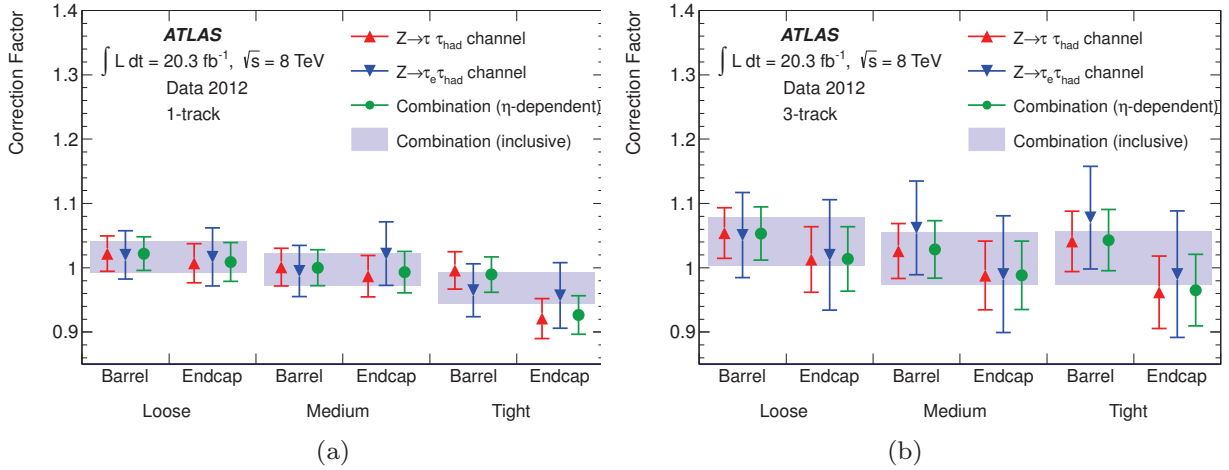 Correction Factor
1.4
1.3
1.2
1.1
1
0.9
ATLAS
∫ L dt = 20.3 fb-1, √s = 8 TeV
Data 2012
1-track
Z→τ τhad channel
Z→τeτhad channel
Combination (η-dependent)
Combination (inclusive)
Barrel Endcap Barrel Endcap Barrel Endcap
Loose Medium Tight
(a)
Correction Factor
1.4
1.3
1.2
1.1
1
0.9
ATLAS
∫ L dt = 20.3 fb-1, √s = 8 TeV
Data 2012
3-track
Z→τ τhad channel
Z→τeτhad channel
Combination (η-dependent)
Combination (inclusive)
Barrel Endcap Barrel Endcap Barrel Endcap
Loose Medium Tight
(b)